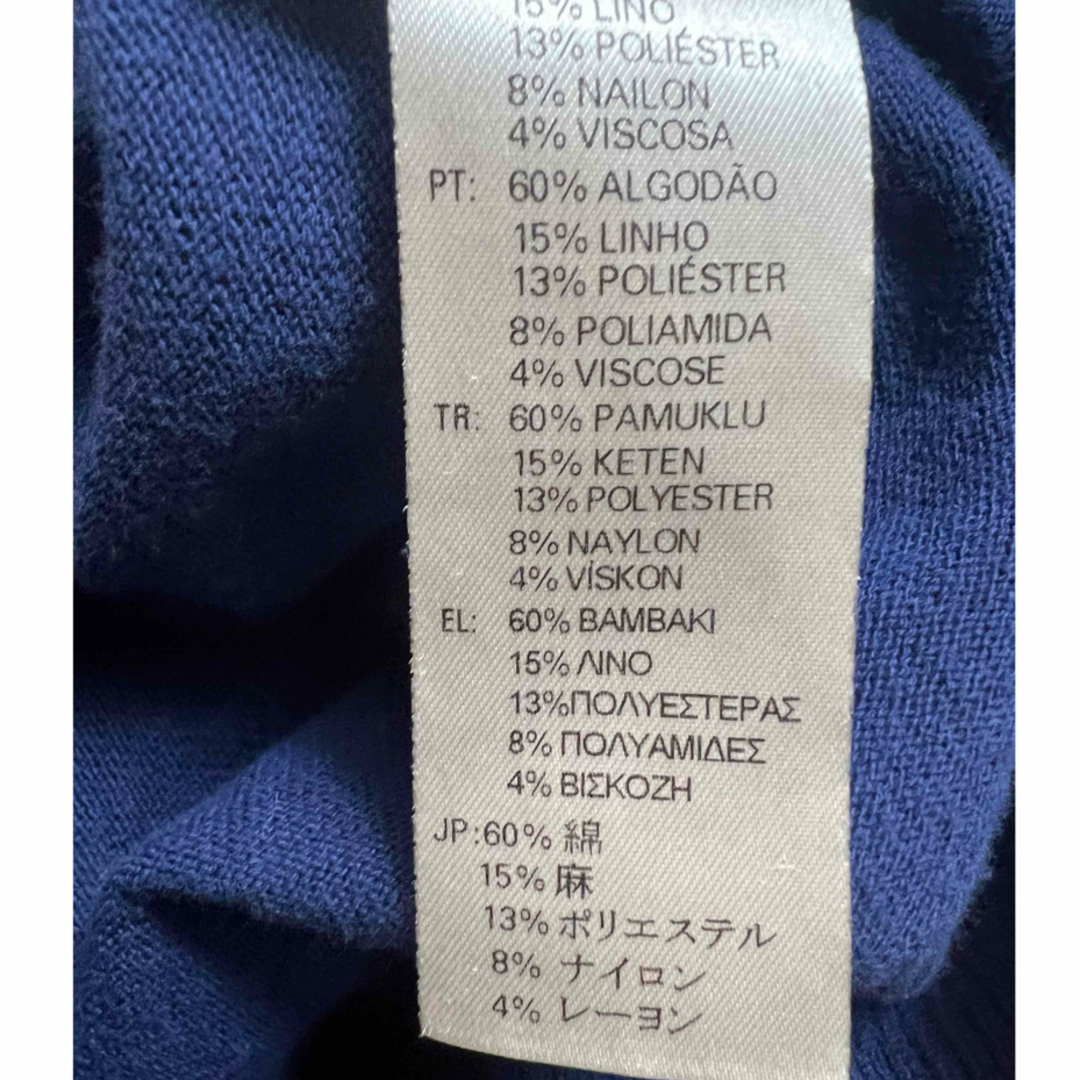 15% LINO
13% POLIÉSTER
8% NAILON
4% VISCOSA
PT: 60% ALGODÃO
15% LINHO
13% POLIÉSTER
8% POLIAMIDA
4% VISCOSE
TR: 60% PAMUKLU
15% KETEN
13% POLYESTER
8% NAYLON
4% VİSKON
EL: 60% ΒΑΜΒΑΚΙ
15% ΛΙΝΟ
13%ΠΟΛΥΕΣΤΕΡΑΣ
8% ΠΟΛΥΑΜΙΔΕΣ
4% ΒΙΣΚΟΖΗ
JP:60% 綿
15% 麻
13% ポリエステル
8% ナイロン
4% レーヨン